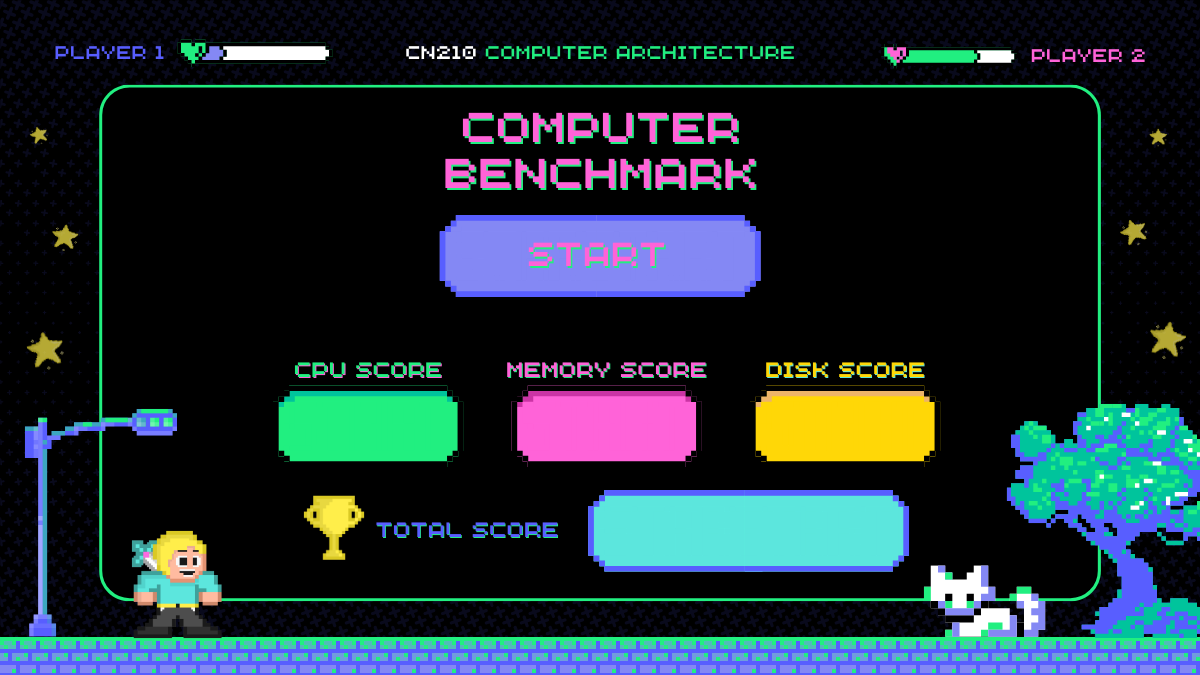 PLAYER 1
CN210 COMPUTER ARCHITECTURE
PLAYER 2
COMPUTER
BENCHMARK
START
CPU SCORE
MEMORY SCORE
DISK SCORE
TOTAL SCORE